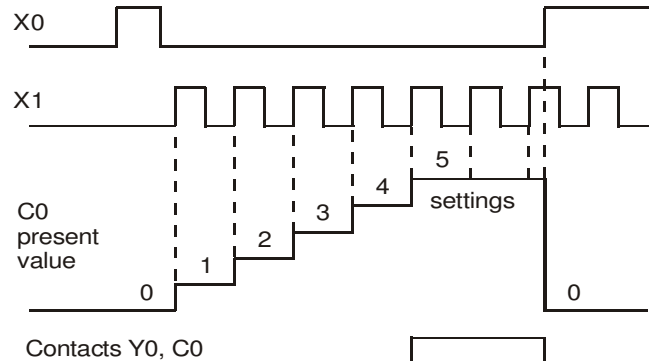 X0
X1
5
settings
4
3
2
1
0
0
C0
present
value
Contacts Y0, C0